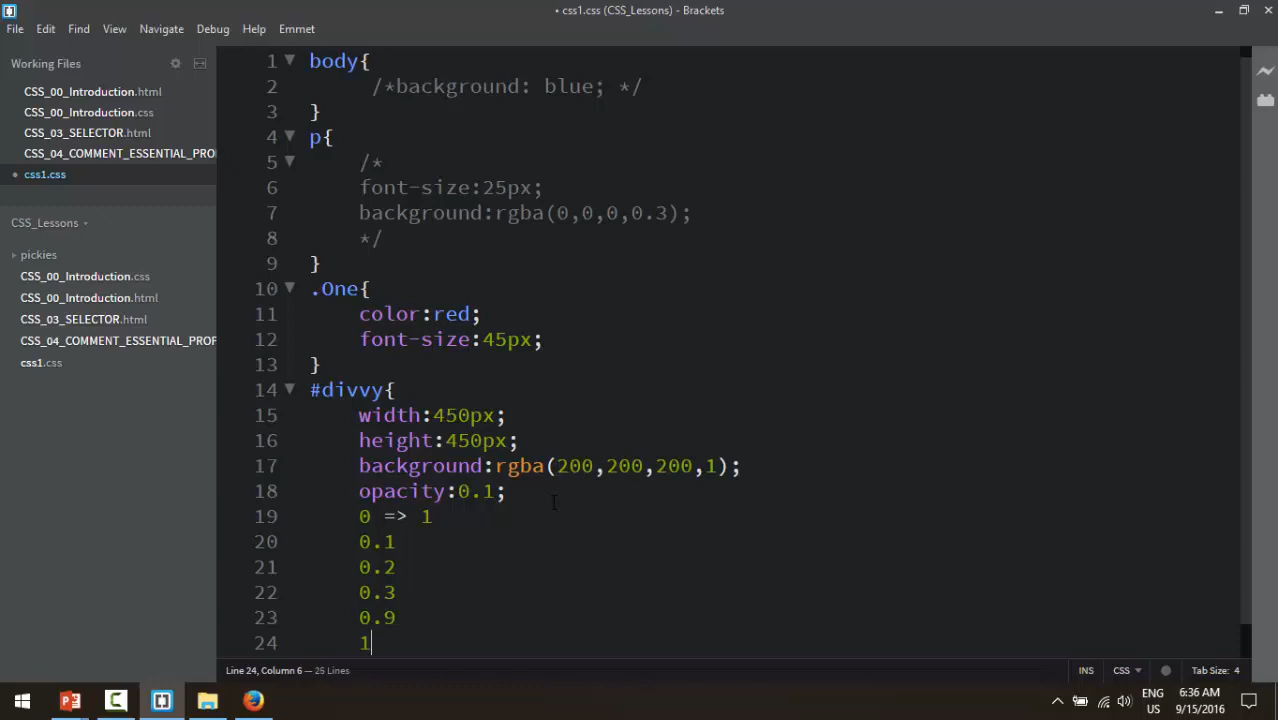 • css1.css (CSS_Lessons) - Brackets
File Edit Find View Navigate Debug Help Emmet
Working Files
CSS_00_Introduction.html
CSS_00_Introduction.css
CSS_03_SELECTOR.html
CSS_04_COMMENT_ESSENTIAL_PROP
• css1.css
CSS_Lessons
pickies
CSS_00_Introduction.css
CSS_00_Introduction.html
CSS_03_SELECTOR.html
CSS_04_COMMENT_ESSENTIAL_PROP
css1.css
1 body{
2 /*background: blue; */
3 }
4 p{
5 /*
6 font-size:25px;
7 background:rgba(0,0,0,0.3);
8 */
9 }
10 .One{
11 color:red;
12 font-size:45px;
13 }
14 #divvy{
15 width:450px;
16 height:450px;
17 background:rgba(200,200,200,1);
18 opacity:0.1;
19 0 => 1
20 0.1
21 0.2
22 0.3
23 0.9
24 1
Line 24, Column 6 — 25 Lines
INS CSS Tab Size: 4
ENG 6:36 AM
US 9/15/2016